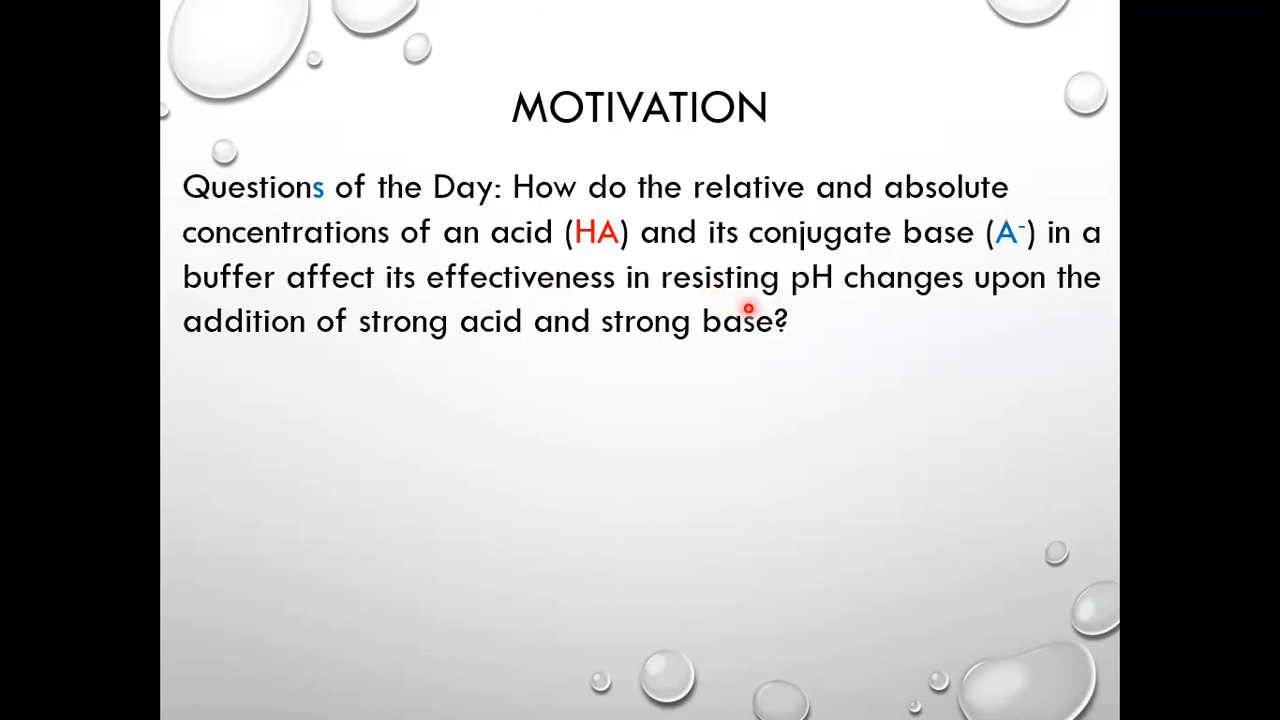 MOTIVATION
Questions of the Day: How do the relative and absolute
concentrations of an acid (HA) and its conjugate base (A⁻) in a
buffer affect its effectiveness in resisting pH changes upon the
addition of strong acid and strong base?